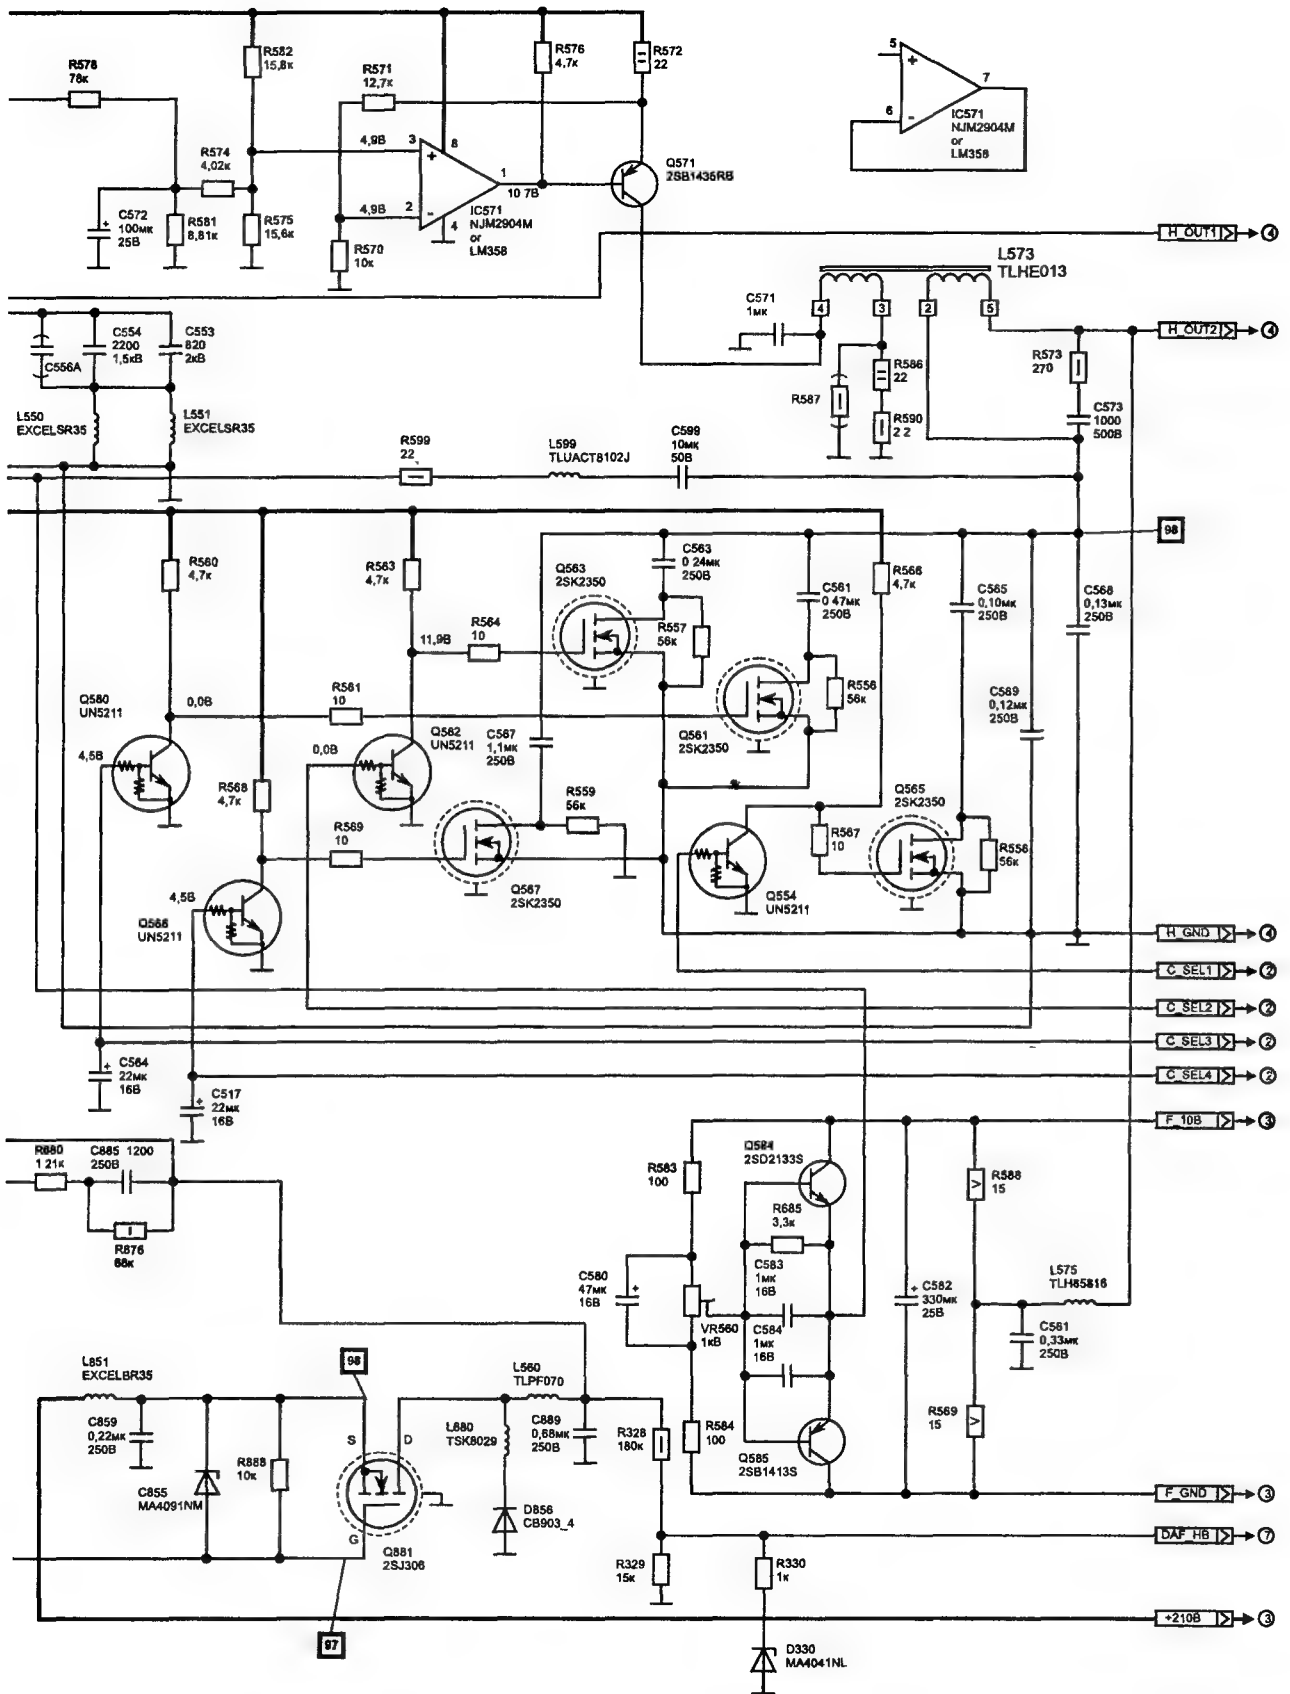 R578
78к
R582
15,8к
R571
12,7к
R576
4,7к
R572
22
5
+
7
6
-
IC571
NJM2904M
or
LM358
R574
4,02к
4,9В
3
8
+
1
10 7В
Q571
2SB1436RB
C572
100мк
25В
+
R581
8,81к
R575
15,6к
4,9В
2
-
4
IC571
NJM2904M
or
LM358
R570
10к
H_OUT1
4
L573
TLHE013
C571
1мк
4
3
2
5
H_OUT2
4
C556A
C554
2200
1,5кВ
C553
820
2кВ
R573
270
R586
22
R587
R590
2 2
C573
1000
500В
L550
EXCELSR35
L551
EXCELSR35
R599
22
L599
TLUACT8102J
C599
10мк
50В
98
R560
4,7к
R563
4,7к
Q563
2SK2350
C563
0 24мк
250В
C561
0 47мк
250В
R566
4,7к
C565
0,10мк
250В
C568
0,13мк
250В
R564
10
11,9В
R557
56к
Q580
UN5211
0,0В
R561
10
Q561
2SK2350
R556
56к
C569
0,12мк
250В
4,5В
0,0В
Q562
UN5211
C567
1,1мк
250В
R568
4,7к
R559
56к
Q565
2SK2350
R569
10
R567
10
R558
56к
Q567
2SK2350
Q554
UN5211
4,5В
Q566
UN5211
H_GND
4
C_SEL1
2
C_SEL2
2
C_SEL3
2
C_SEL4
2
C564
22мк
16В
+
C517
22мк
16В
+
F_10В
3
R880
1 21к
C885 1200
250В
R876
68к
R583
100
Q584
2SD2133S
R685
3,3к
R588
15
C580
47мк
16В
+
C583
1мк
16В
VR560
1кВ
C584
1мк
16В
C582
330мк
25В
+
L575
TLH85816
C581
0,33мк
250В
L851
EXCELBR35
98
L560
TLPF070
C859
0,22мк
250В
S
D
G
L880
TSK8029
C889
0,68мк
250В
R328
180к
R584
100
R569
15
Q585
2SB1413S
R888
10к
C855
MA4091NM
D856
CB903_4
F_GND
3
DAF_HB
7
Q881
2SJ306
R329
15к
R330
1к
+210В
3
97
D330
MA4041NL